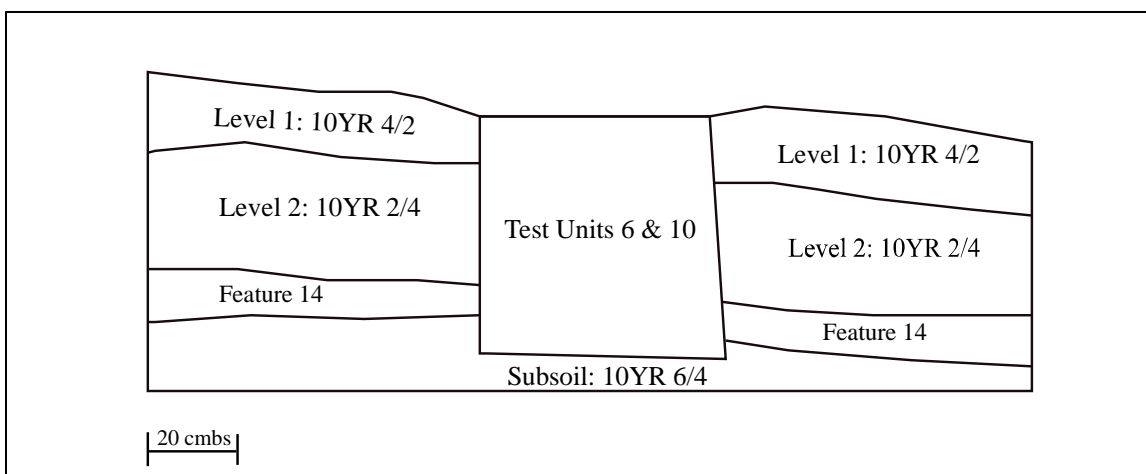 Level 1: 10YR 4/2
Level 1: 10YR 4/2
Level 2: 10YR 2/4
Test Units 6 & 10
Level 2: 10YR 2/4
Feature 14
Feature 14
Subsoil: 10YR 6/4
20 cmbs